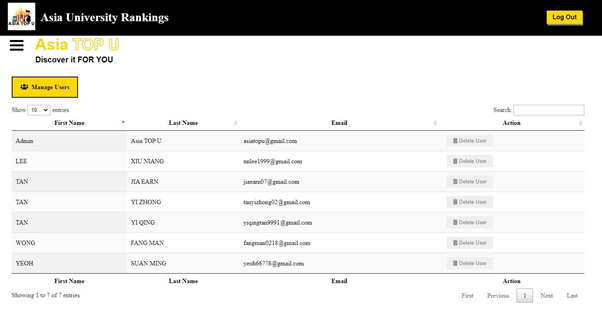 ASIA TOP U Asia University Rankings Log Out
Asia TOP U
Discover it FOR YOU
Manage Users
Show 10 entries Search:
First Name Last Name Email Action
Admin Asia TOP U asiatopu@gmail.com Delete User
LEE XIU NIANG xnlee1999@gmail.com Delete User
TAN JIA EARN jiaearn07@gmail.com Delete User
TAN YI ZHONG tanyizhong02@gmail.com Delete User
TAN YI QING yiqingtan9991@gmail.com Delete User
WONG FANG MAN fangman0218@gmail.com Delete User
YEOH SUAN MING yeoh66778@gmail.com Delete User
First Name Last Name Email Action
Showing 1 to 7 of 7 entries First Previous 1 Next Last